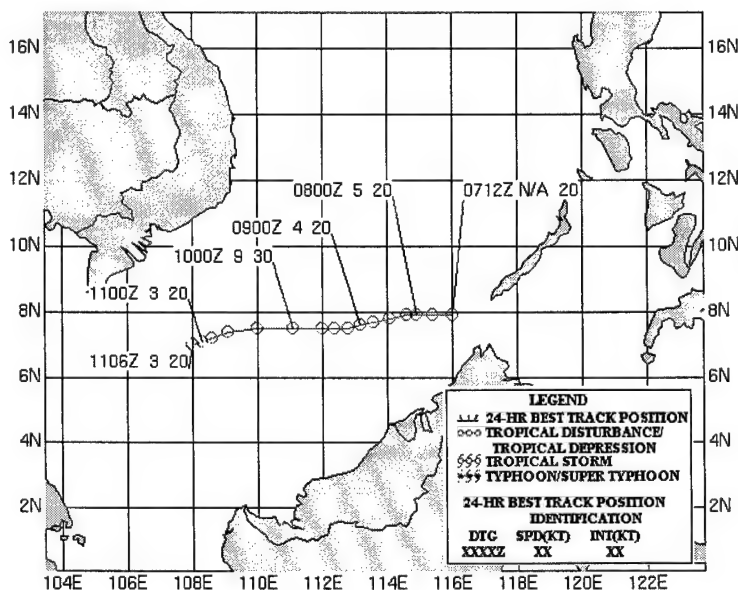 16N
16N
14N
14N
12N
12N
0800Z 5 20
0712Z N/A 20
0900Z 4 20
10N
10N
1000Z 9 30
1100Z 3 20
8N
8N
1106Z 3 20
6N
6N
LEGEND
24-HR BEST TRACK POSITION
TROPICAL DISTURBANCE/
TROPICAL DEPRESSION
4N
4N
TROPICAL STORM
TYPHOON/SUPER TYPHOON
24-HR BEST TRACK POSITION
IDENTIFICATION
2N
2N
DTG SPD(KT) INT(KT)
XXXXZ XX XX
104E 106E 108E 110E 112E 114E 116E 118E 120E 122E